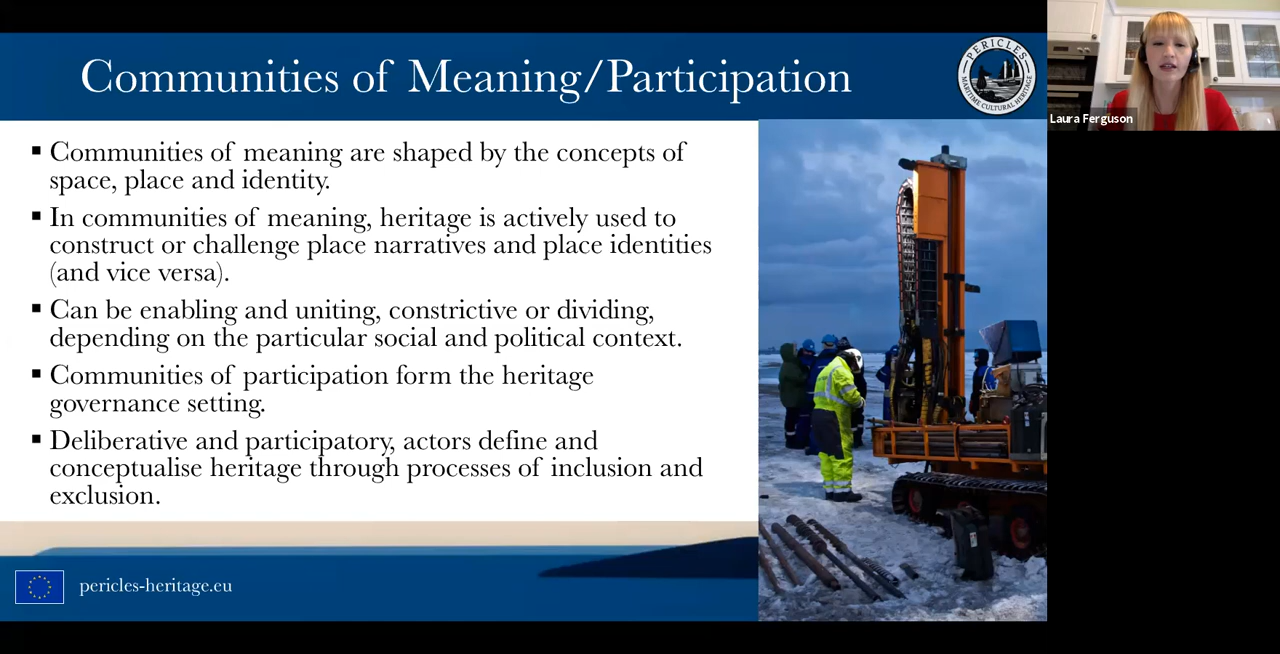 Communities of Meaning/Participation
PERICLES
MARITIME CULTURAL HERITAGE
Laura Ferguson
▪ Communities of meaning are shaped by the concepts of
space, place and identity.
▪ In communities of meaning, heritage is actively used to
construct or challenge place narratives and place identities
(and vice versa).
▪ Can be enabling and uniting, constrictive or dividing,
depending on the particular social and political context.
▪ Communities of participation form the heritage
governance setting.
▪ Deliberative and participatory, actors define and
conceptualise heritage through processes of inclusion and
exclusion.
pericles-heritage.eu